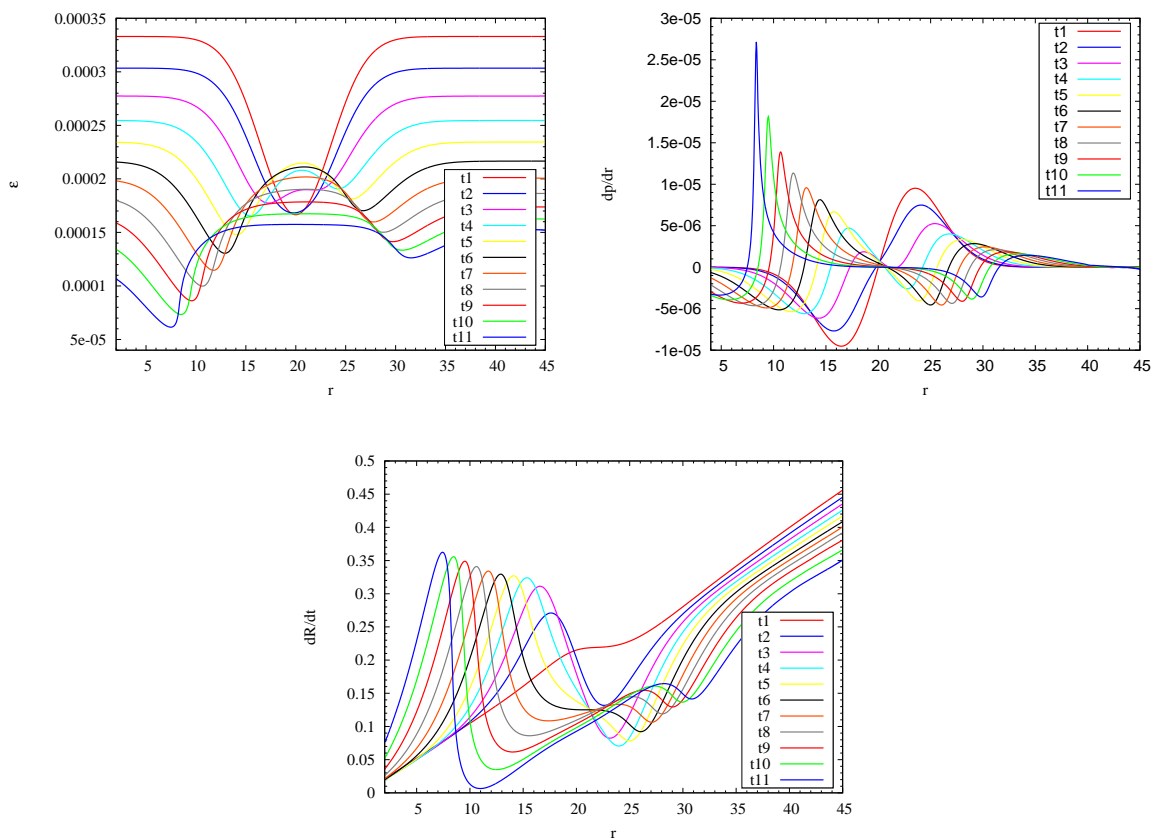 0.00035
0.0003
0.00025
0.0002
0.00015
0.0001
5e-05
ε
5 10 15 20 25 30 35 40 45
r
t1
t2
t3
t4
t5
t6
t7
t8
t9
t10
t11
3e-05
2.5e-05
2e-05
1.5e-05
1e-05
5e-06
0
-5e-06
-1e-05
dp/dr
5 10 15 20 25 30 35 40 45
r
t1
t2
t3
t4
t5
t6
t7
t8
t9
t10
t11
0.5
0.45
0.4
0.35
0.3
0.25
0.2
0.15
0.1
0.05
0
dR/dt
5 10 15 20 25 30 35 40 45
r
t1
t2
t3
t4
t5
t6
t7
t8
t9
t10
t11